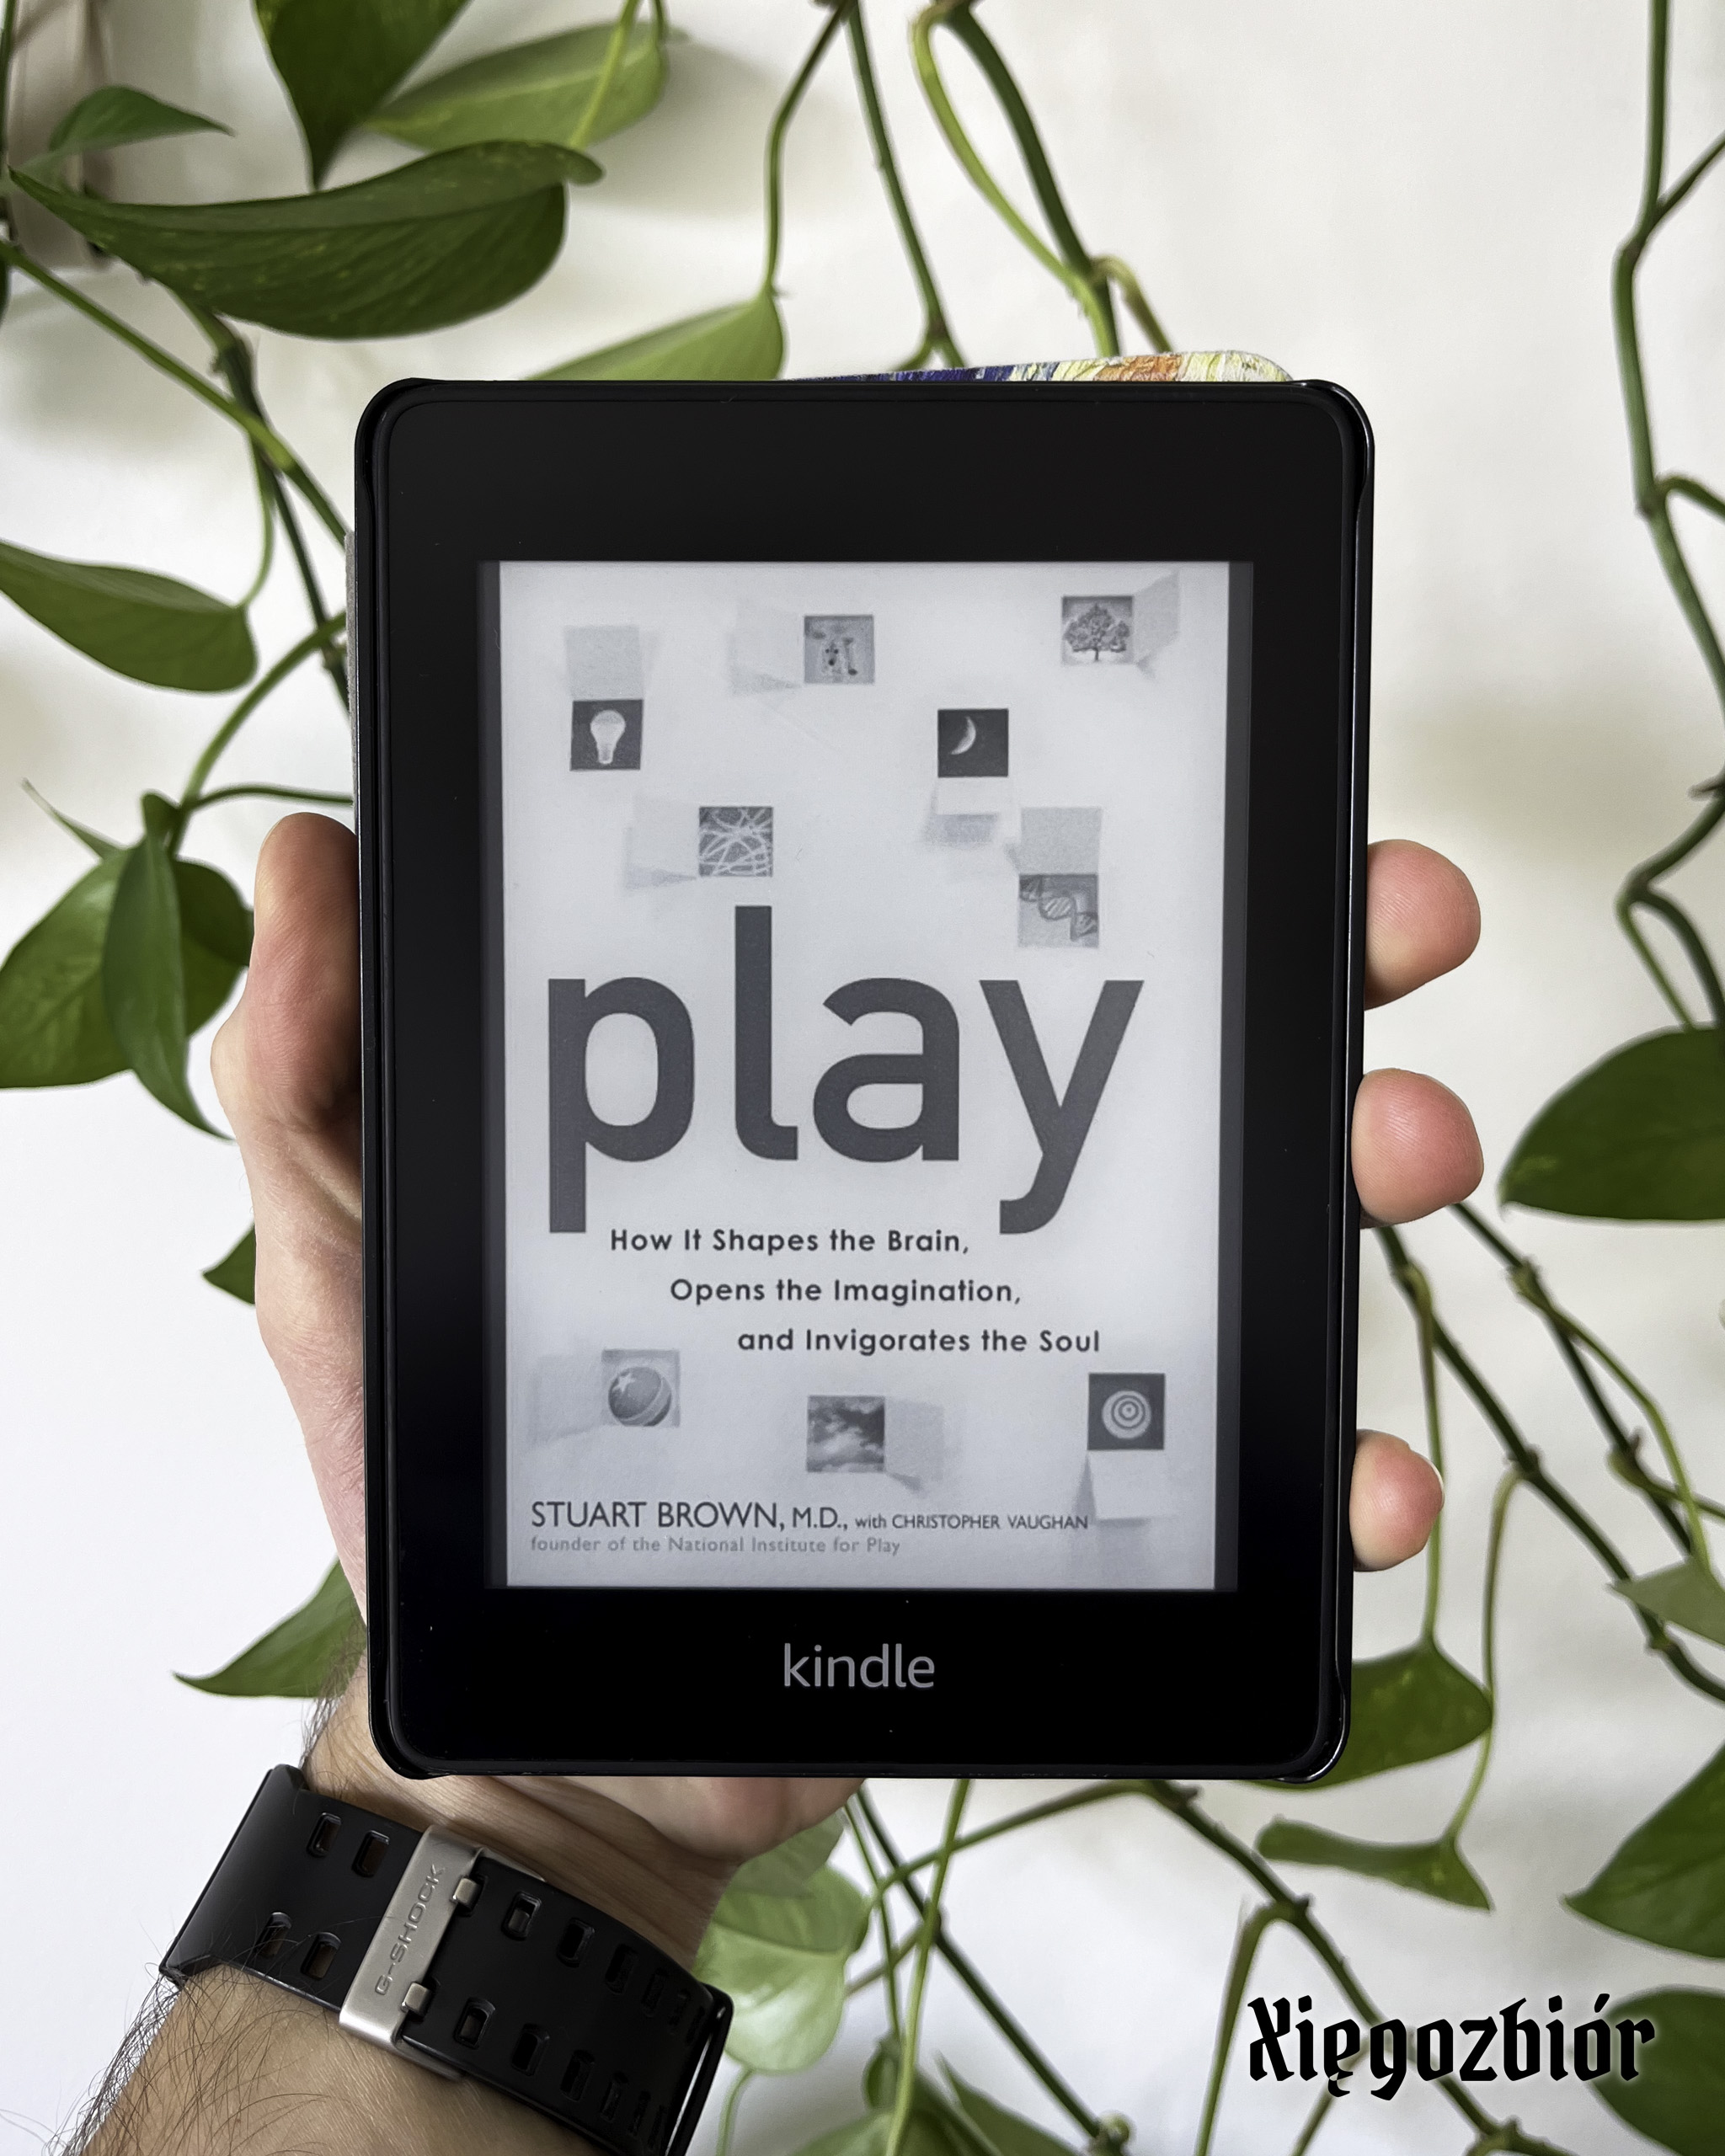 play
How It Shapes the Brain,
Opens the Imagination,
and Invigorates the Soul
STUART BROWN, M.D., with CHRISTOPHER VAUGHAN
founder of the National Institute for Play
kindle
G-SHOCK
Xięgozbiór